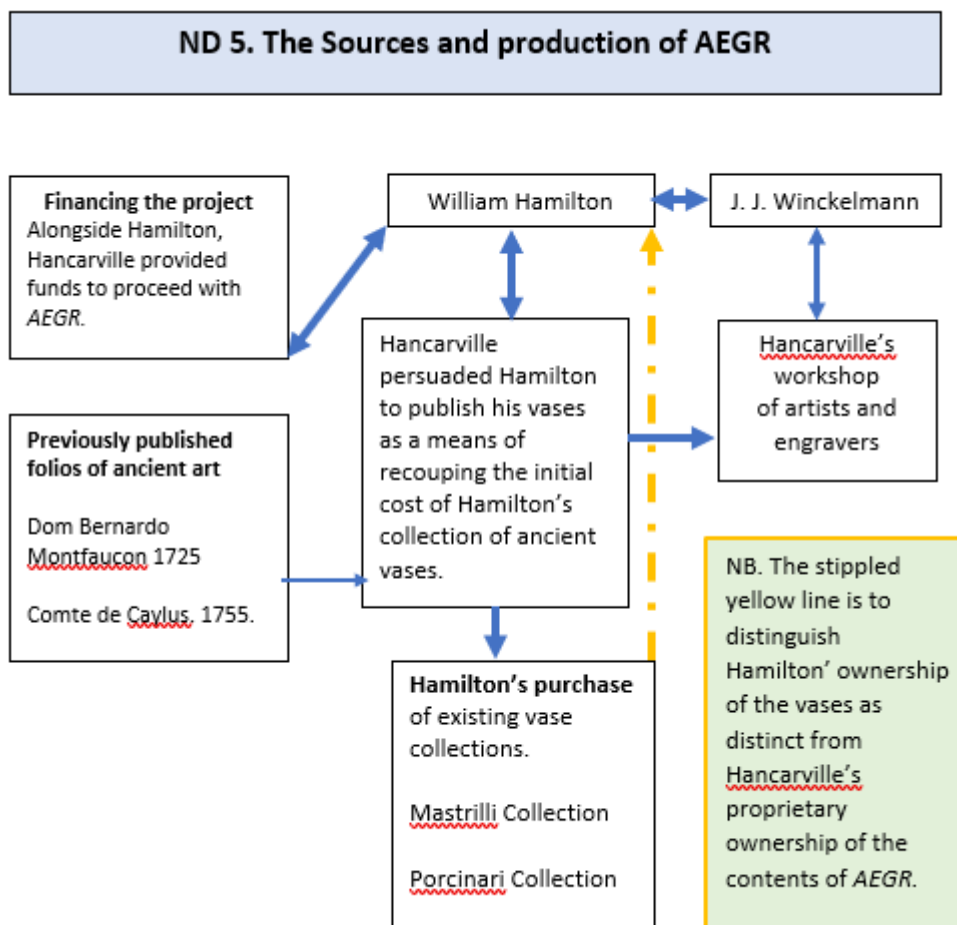 ND 5. The Sources and production of AEGR
Financing the project
Alongside Hamilton,
Hancarville provided
funds to proceed with
AEGR.
William Hamilton
J. J. Winckelmann
Hancarville
persuaded Hamilton
to publish his vases
as a means of
recouping the initial
cost of Hamilton’s
collection of ancient
vases.
Hancarville’s
workshop
of artists and
engravers
Previously published
folios of ancient art
Dom Bernardo
Montfaucon 1725
Comte de Caylus, 1755.
Hamilton’s purchase
of existing vase
collections.
Mastrilli Collection
Porcinari Collection
NB. The stippled
yellow line is to
distinguish
Hamilton’ ownership
of the vases as
distinct from
Hancarville’s
proprietary
ownership of the
contents of AEGR.